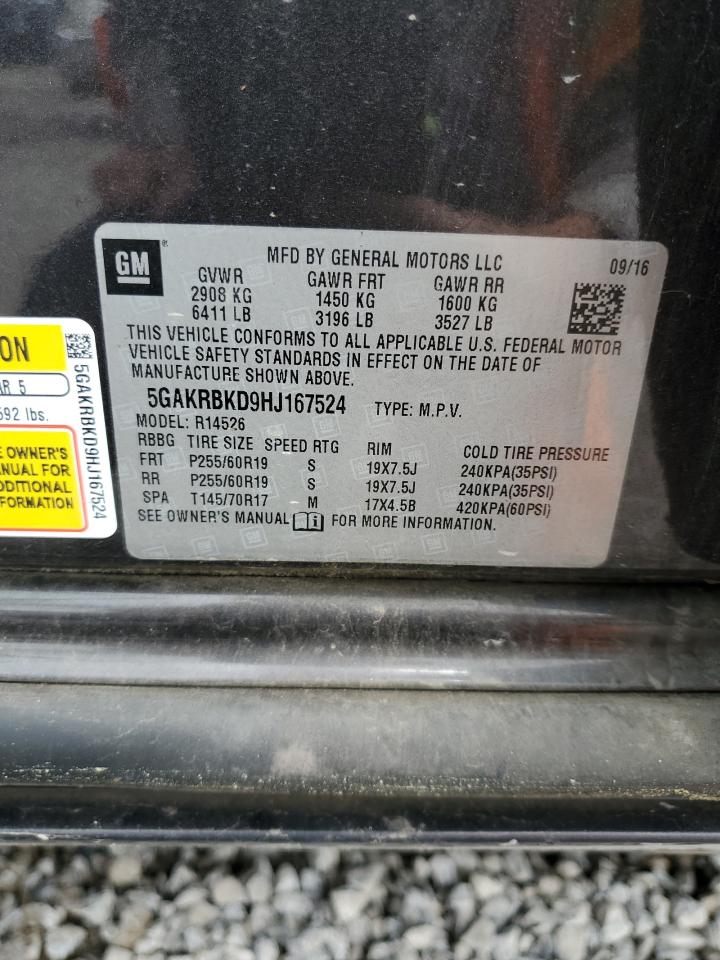 GM
MFD BY GENERAL MOTORS LLC
09/16
GVWR GAWR FRT GAWR RR
2908 KG 1450 KG 1600 KG
6411 LB 3196 LB 3527 LB
THIS VEHICLE CONFORMS TO ALL APPLICABLE U.S. FEDERAL MOTOR
VEHICLE SAFETY STANDARDS IN EFFECT ON THE DATE OF
MANUFACTURE SHOWN ABOVE.
5GAKRBKD9HJ167524 TYPE: M.P.V.
MODEL: R14526
RBBG TIRE SIZE SPEED RTG RIM COLD TIRE PRESSURE
FRT P255/60R19 S 19X7.5J 240KPA(35PSI)
RR P255/60R19 S 19X7.5J 240KPA(35PSI)
SPA T145/70R17 M 17X4.5B 420KPA(60PSI)
SEE OWNER'S MANUAL FOR MORE INFORMATION.
ON
AR 5
592 lbs.
E OWNER'S
ANUAL FOR
DDITIONAL
FORMATION
5GAKRBKD9HJ167524